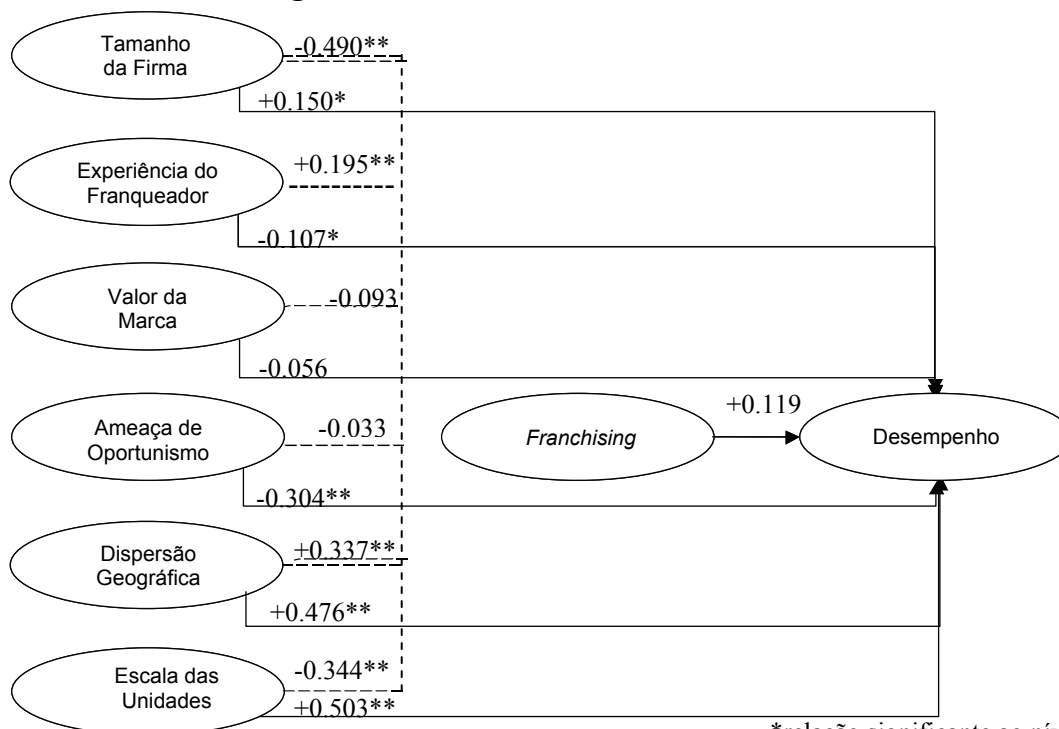 Tamanho
da Firma
-0.490**
+0.150*
Experiência do
Franqueador
+0.195**
-0.107*
Valor da
Marca
-0.093
-0.056
Ameaça de
Oportunismo
-0.033
-0.304**
Franchising
+0.119
Desempenho
Dispersão
Geográfica
+0.337**
+0.476**
Escala das
Unidades
-0.344**
+0.503**